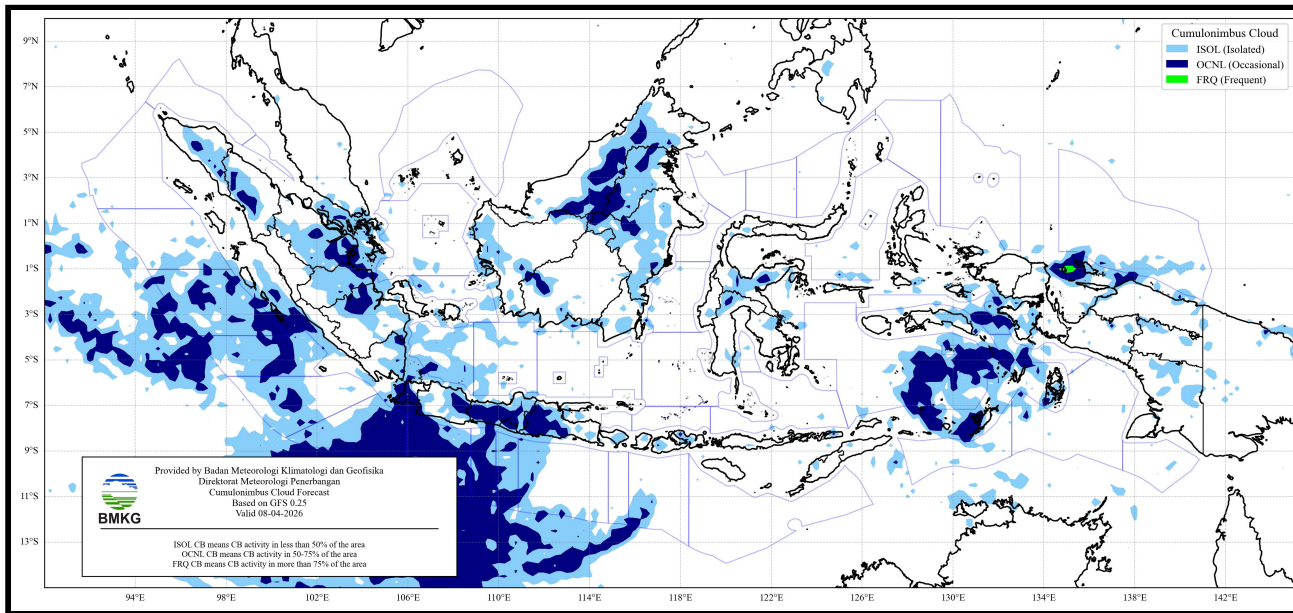 Cumulonimbus Cloud
ISOL (Isolated)
OCNL (Occasional)
FRQ (Frequent)
9°N
7°N
5°N
3°N
1°N
1°S
3°S
5°S
7°S
9°S
11°S
13°S
Provided by Badan Meteorologi Klimatologi dan Geofisika
Direktorat Meteorologi Penerbangan
Cumulonimbus Cloud Forecast
Based on GFS 0.25
Valid 08-04-2026
BMKG
ISOL CB means CB activity in less than 50% of the area
OCNL CB means CB activity in 50-75% of the area
FRQ CB means CB activity in more than 75% of the area
94°E 98°E 102°E 106°E 110°E 114°E 118°E 122°E 126°E 130°E 134°E 138°E 142°E